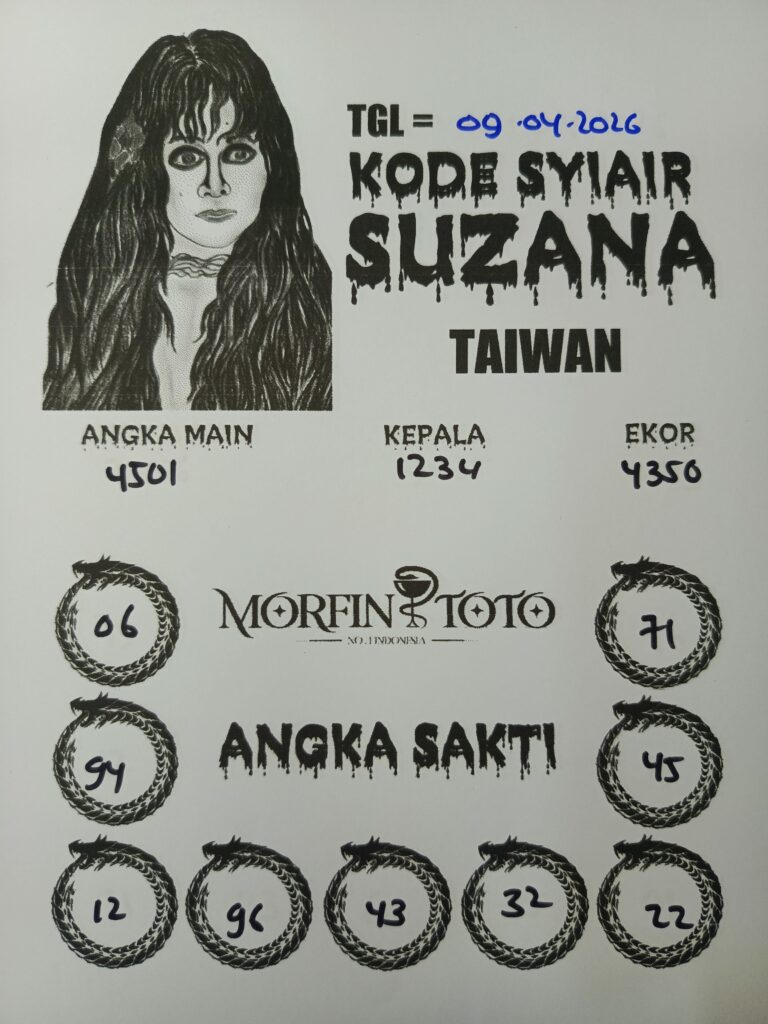 TGL = 09.04.2026
KODE SYIAIR
SUZANA
TAIWAN
ANGKA MAIN KEPALA EKOR
4501 1234 4350
MORFIN TOTO
NO.1 INDONESIA
06 71
ANGKA SAKTI
94 45
12 96 43 32 22